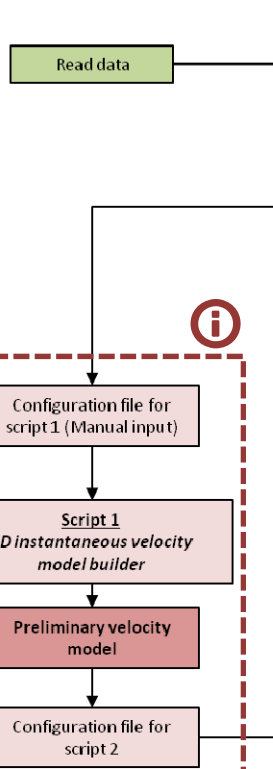 Read data
Configuration file for
script 1 (Manual input)
Script 1
D instantaneous velocity
model builder
Preliminary velocity
model
Configuration file for
script 2